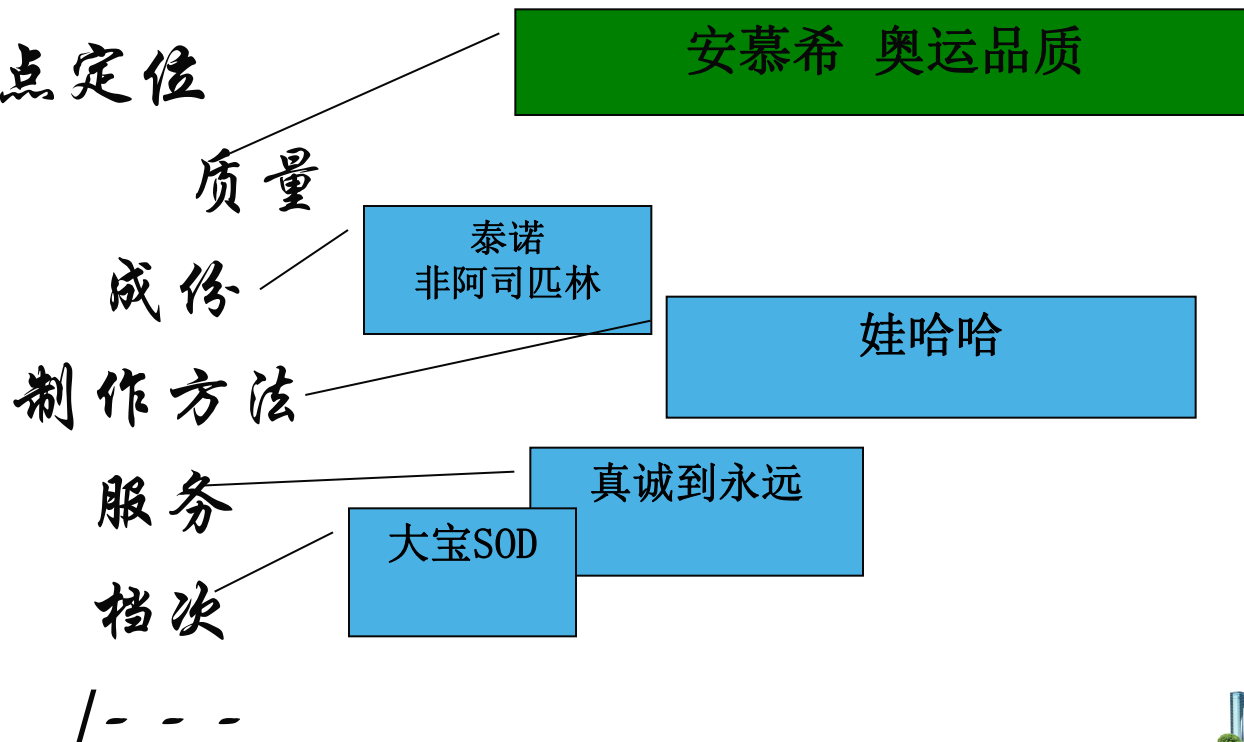 点定位
安慕希 奥运品质
质量
成份
泰诺
非阿司匹林
制作方法
娃哈哈
服务
真诚到永远
档次
大宝SOD
/- - -